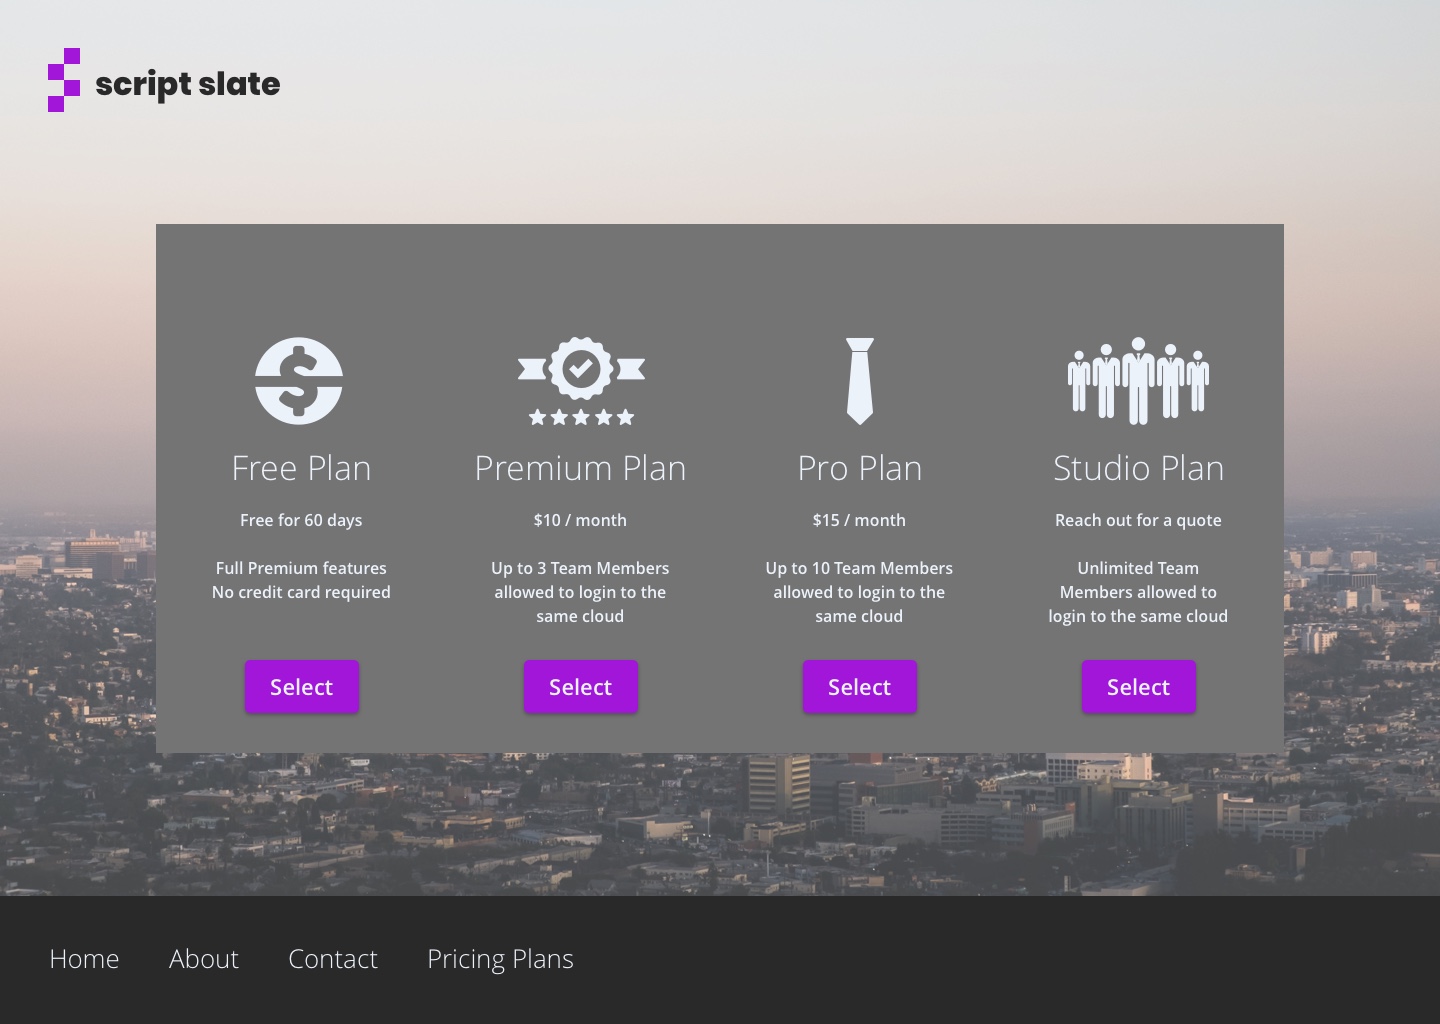 script slate
Free Plan
Free for 60 days
Full Premium features
No credit card required
Select
Premium Plan
$10 / month
Up to 3 Team Members
allowed to login to the
same cloud
Select
Pro Plan
$15 / month
Up to 10 Team Members
allowed to login to the
same cloud
Select
Studio Plan
Reach out for a quote
Unlimited Team
Members allowed to
login to the same cloud
Select
Home
About
Contact
Pricing Plans